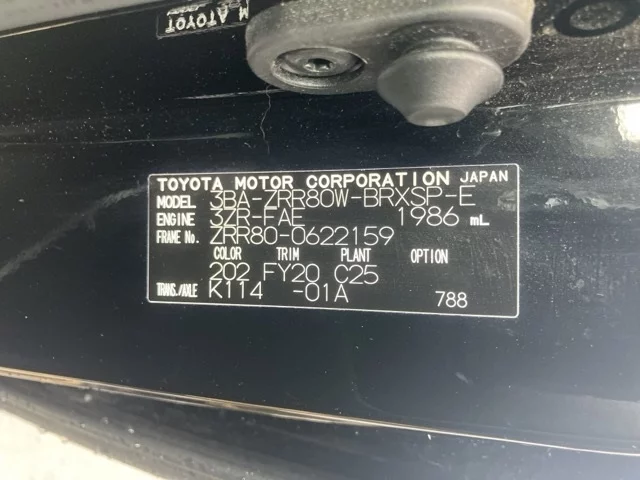 M ATOYOT
TOYOTA MOTOR CORPORATION JAPAN
MODEL 3BA-ZRR80W-BRXSP-E
ENGINE 3ZR-FAE 1986 mL
FRAME No. ZRR80-0622159
COLOR TRIM PLANT OPTION
202 FY20 C25
TRANS./AXLE K114 -01A 788